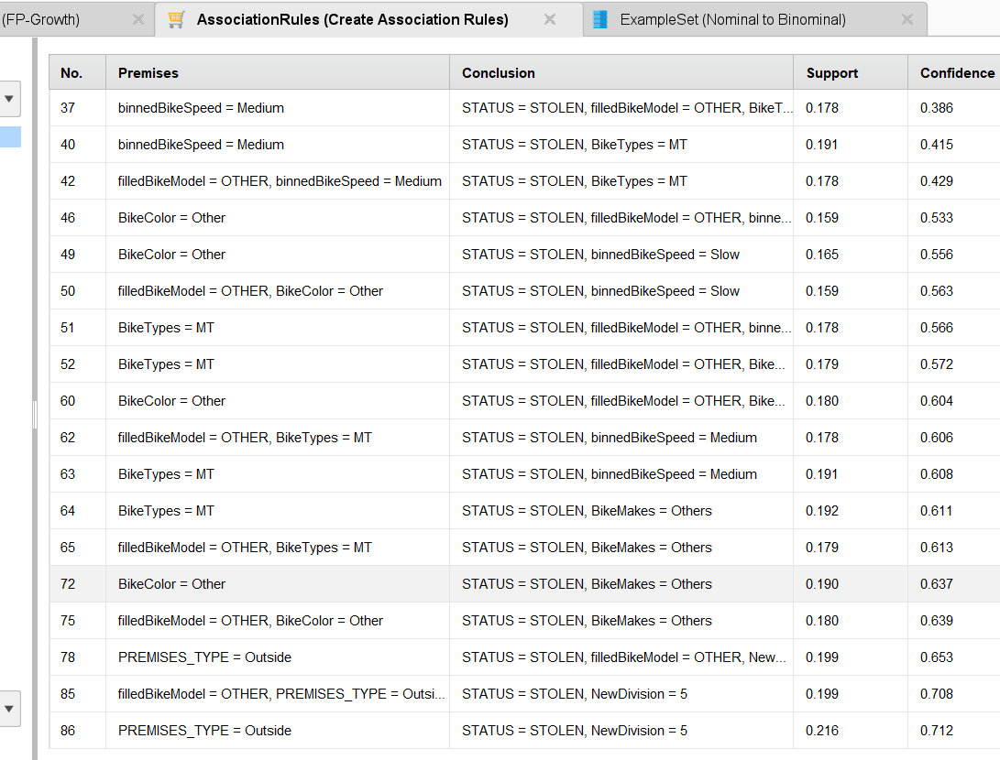 (FP-Growth) AssociationRules (Create Association Rules) ExampleSet (Nominal to Binominal)
No. Premises Conclusion Support Confidence
37 binnedBikeSpeed = Medium STATUS = STOLEN, filledBikeModel = OTHER, BikeT... 0.178 0.386
40 binnedBikeSpeed = Medium STATUS = STOLEN, BikeTypes = MT 0.191 0.415
42 filledBikeModel = OTHER, binnedBikeSpeed = Medium STATUS = STOLEN, BikeTypes = MT 0.178 0.429
46 BikeColor = Other STATUS = STOLEN, filledBikeModel = OTHER, binne... 0.159 0.533
49 BikeColor = Other STATUS = STOLEN, binnedBikeSpeed = Slow 0.165 0.556
50 filledBikeModel = OTHER, BikeColor = Other STATUS = STOLEN, binnedBikeSpeed = Slow 0.159 0.563
51 BikeTypes = MT STATUS = STOLEN, filledBikeModel = OTHER, binne... 0.178 0.566
52 BikeTypes = MT STATUS = STOLEN, filledBikeModel = OTHER, Bike... 0.179 0.572
60 BikeColor = Other STATUS = STOLEN, filledBikeModel = OTHER, Bike... 0.180 0.604
62 filledBikeModel = OTHER, BikeTypes = MT STATUS = STOLEN, binnedBikeSpeed = Medium 0.178 0.606
63 BikeTypes = MT STATUS = STOLEN, binnedBikeSpeed = Medium 0.191 0.608
64 BikeTypes = MT STATUS = STOLEN, BikeMakes = Others 0.192 0.611
65 filledBikeModel = OTHER, BikeTypes = MT STATUS = STOLEN, BikeMakes = Others 0.179 0.613
72 BikeColor = Other STATUS = STOLEN, BikeMakes = Others 0.190 0.637
75 filledBikeModel = OTHER, BikeColor = Other STATUS = STOLEN, BikeMakes = Others 0.180 0.639
78 PREMISES_TYPE = Outside STATUS = STOLEN, filledBikeModel = OTHER, New... 0.199 0.653
85 filledBikeModel = OTHER, PREMISES_TYPE = Outsi... STATUS = STOLEN, NewDivision = 5 0.199 0.708
86 PREMISES_TYPE = Outside STATUS = STOLEN, NewDivision = 5 0.216 0.712